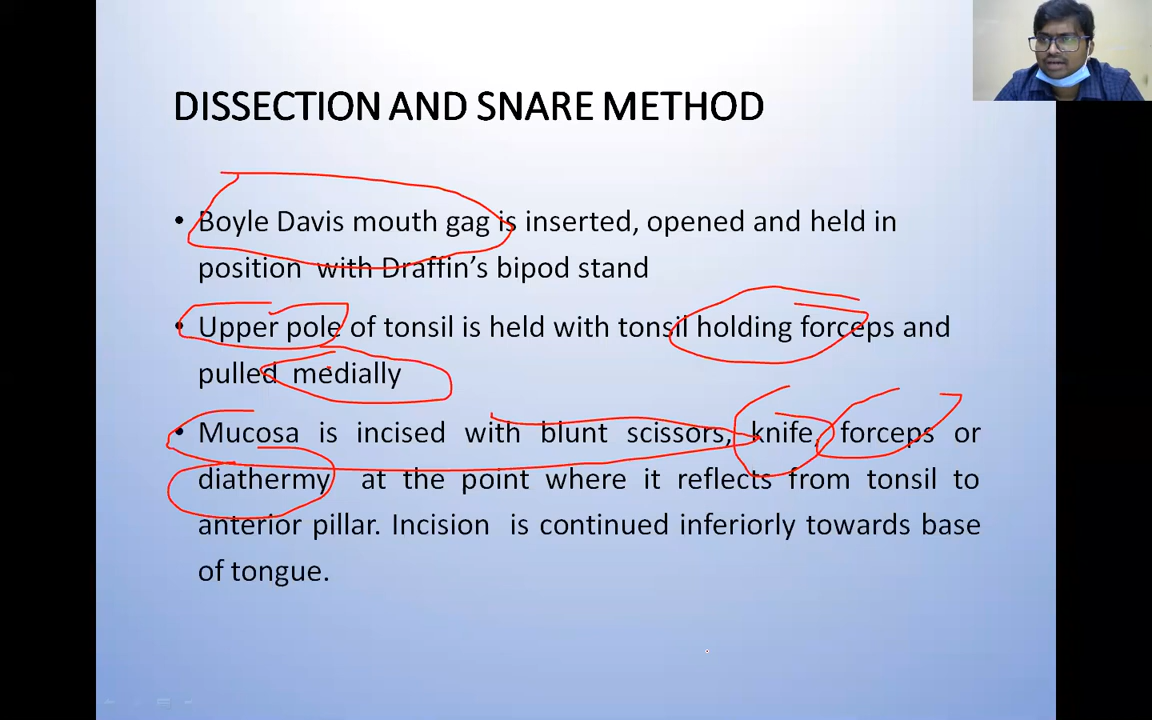 DISSECTION AND SNARE METHOD
• Boyle Davis mouth gag is inserted, opened and held in
position with Draffin’s bipod stand
• Upper pole of tonsil is held with tonsil holding forceps and
pulled medially
• Mucosa is incised with blunt scissors, knife, forceps or
diathermy at the point where it reflects from tonsil to
anterior pillar. Incision is continued inferiorly towards base
of tongue.